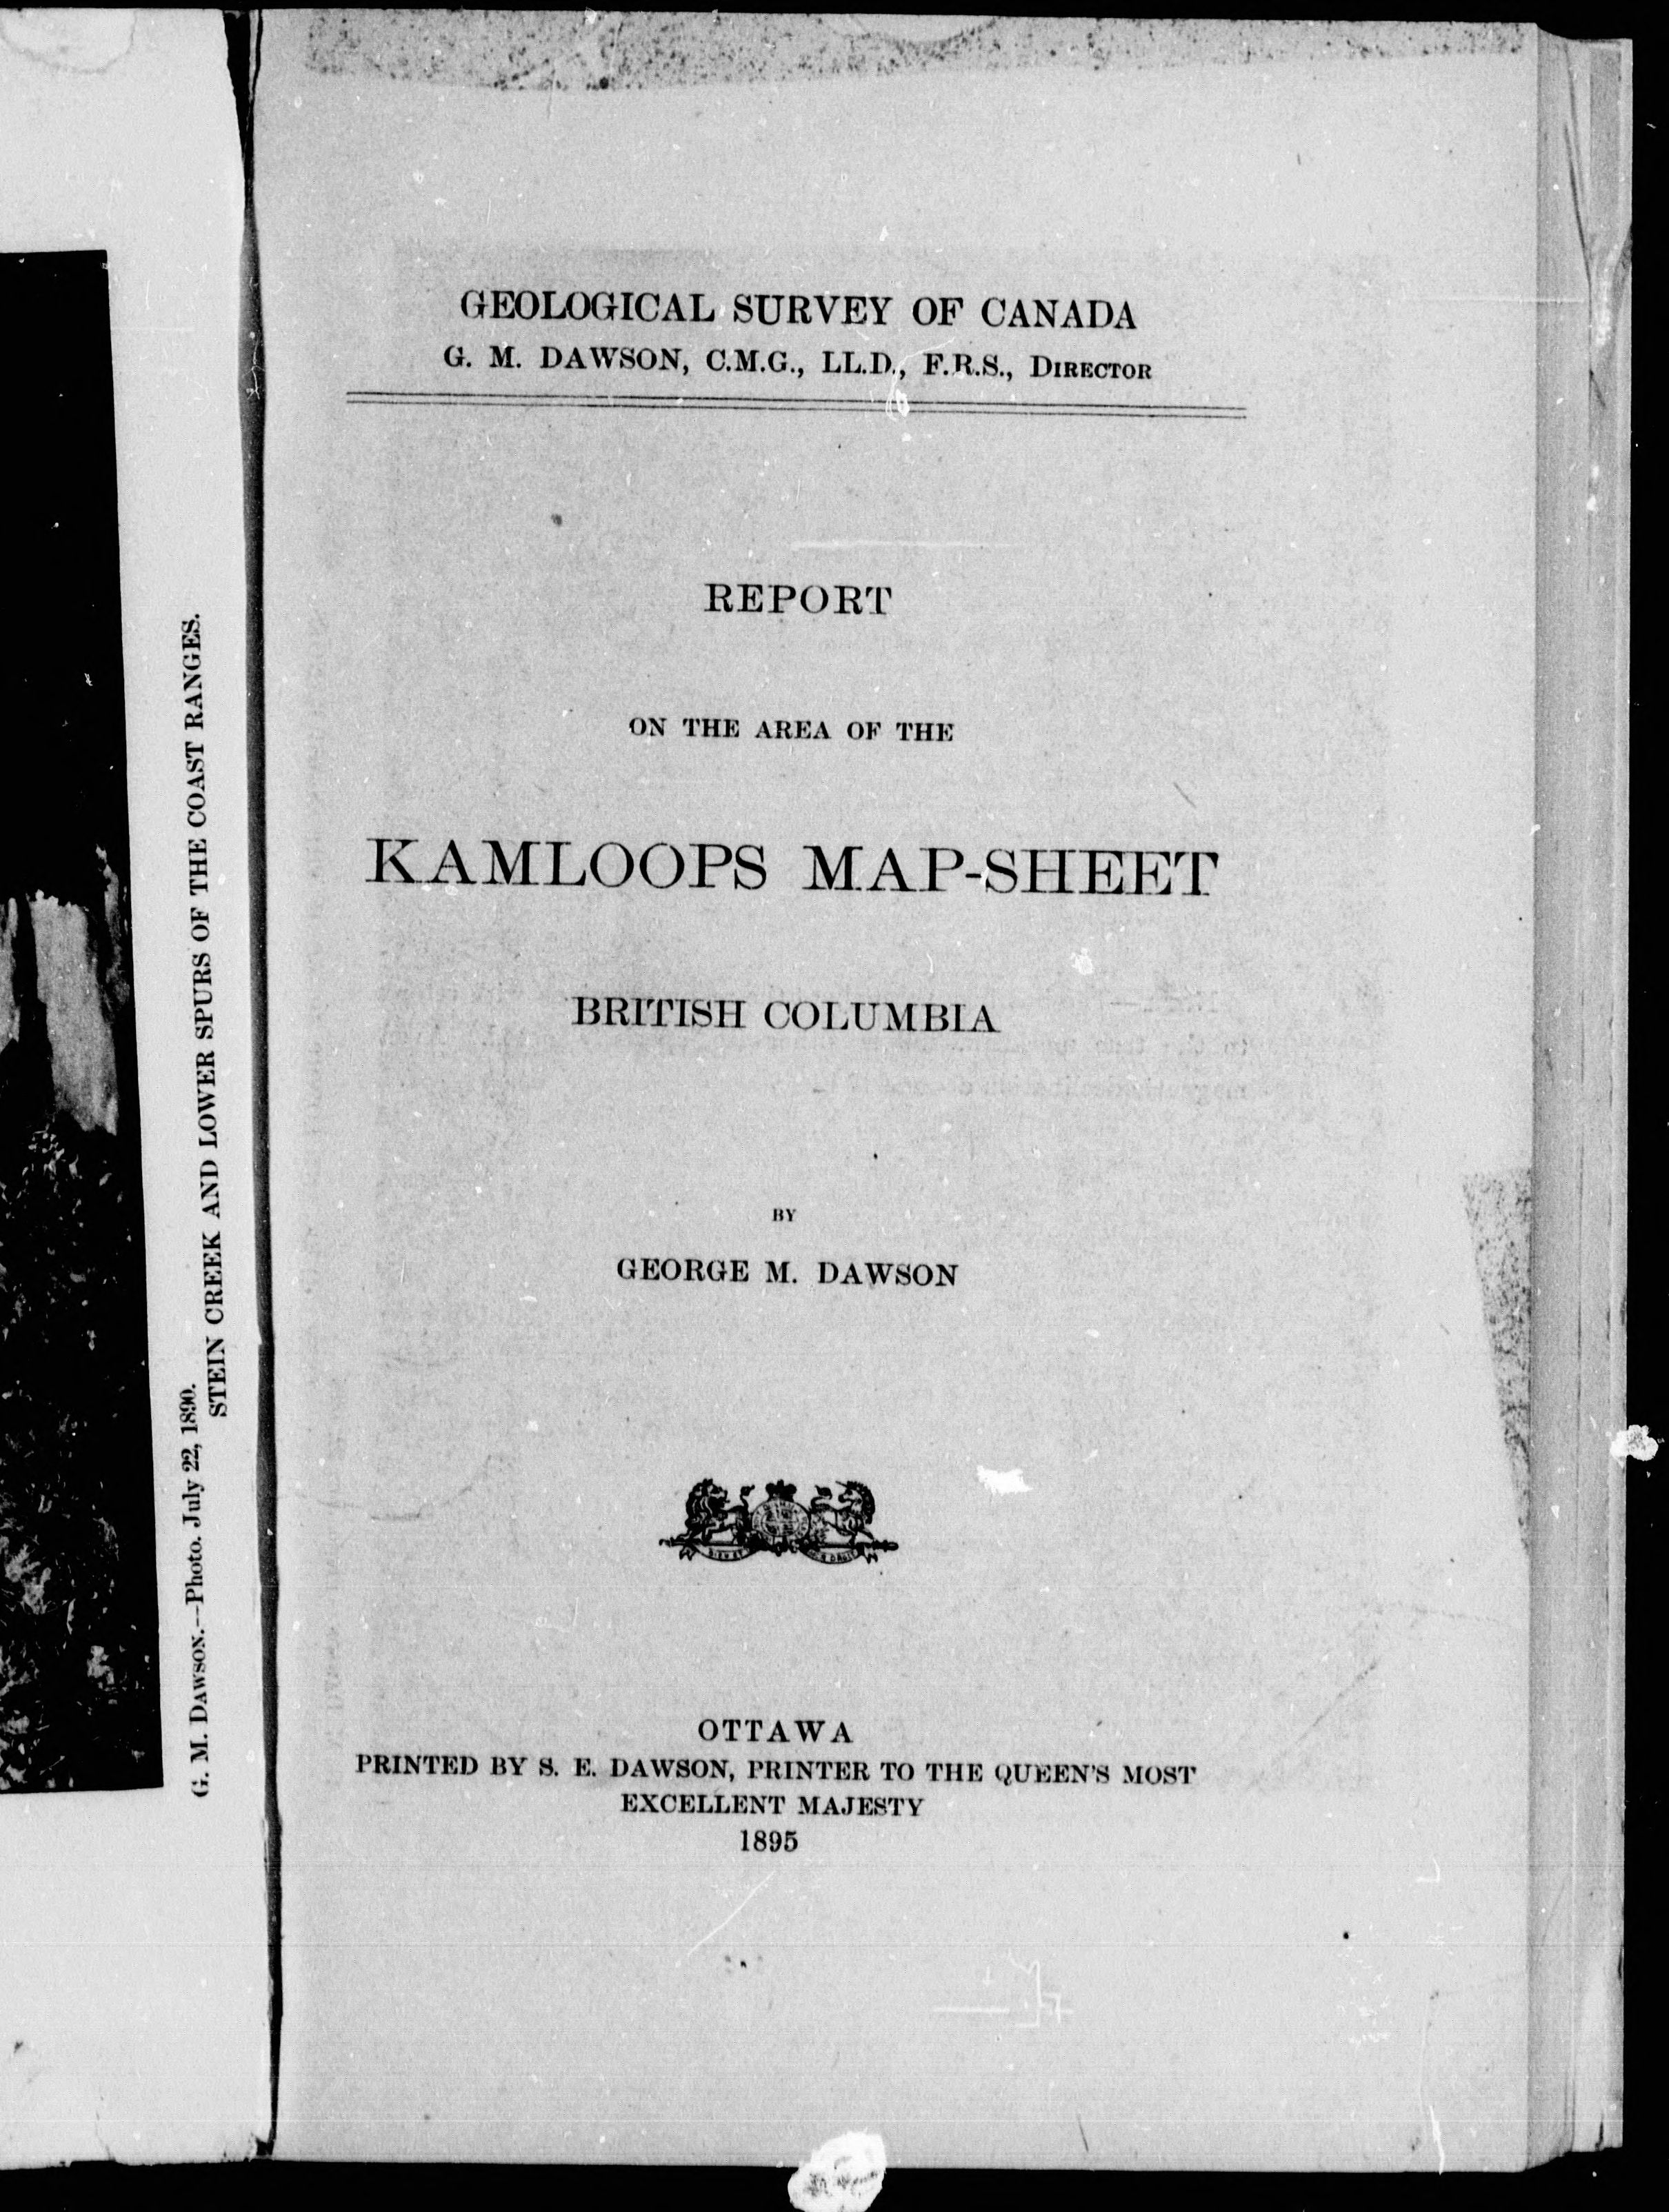 G. M. DAWSON.—Photo. July 22, 1890.
STEIN CREEK AND LOWER SPURS OF THE COAST RANGES.
GEOLOGICAL SURVEY OF CANADA
G. M. DAWSON, C.M.G., LL.D., F.R.S., DIRECTOR
REPORT
ON THE AREA OF THE
KAMLOOPS MAP-SHEET
BRITISH COLUMBIA
BY
GEORGE M. DAWSON
OTTAWA
PRINTED BY S. E. DAWSON, PRINTER TO THE QUEEN'S MOST
EXCELLENT MAJESTY
1895